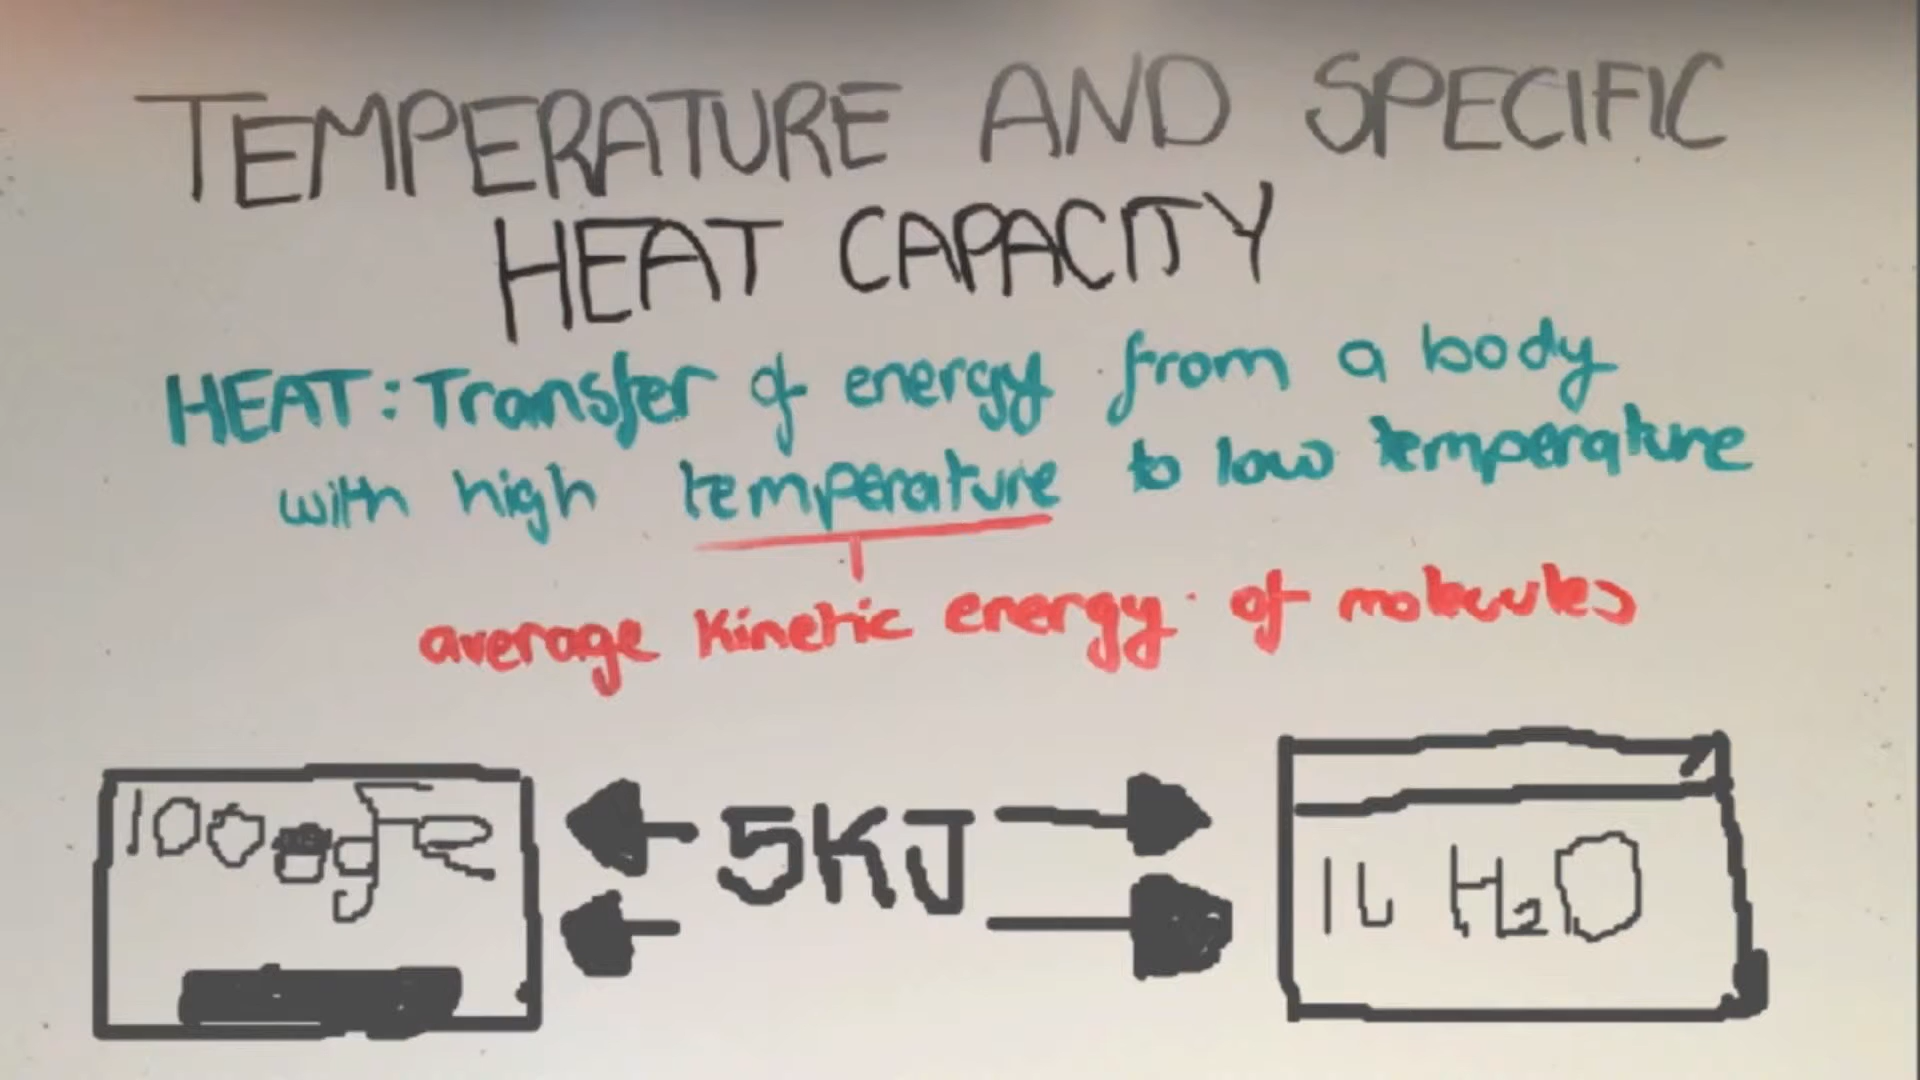 TEMPERATURE AND SPECIFIC
HEAT CAPACITY
HEAT: Transfer of energy from a body
with high temperature to low temperature
average kinetic energy of molecules
100 g Fe
5KJ
1L H₂O